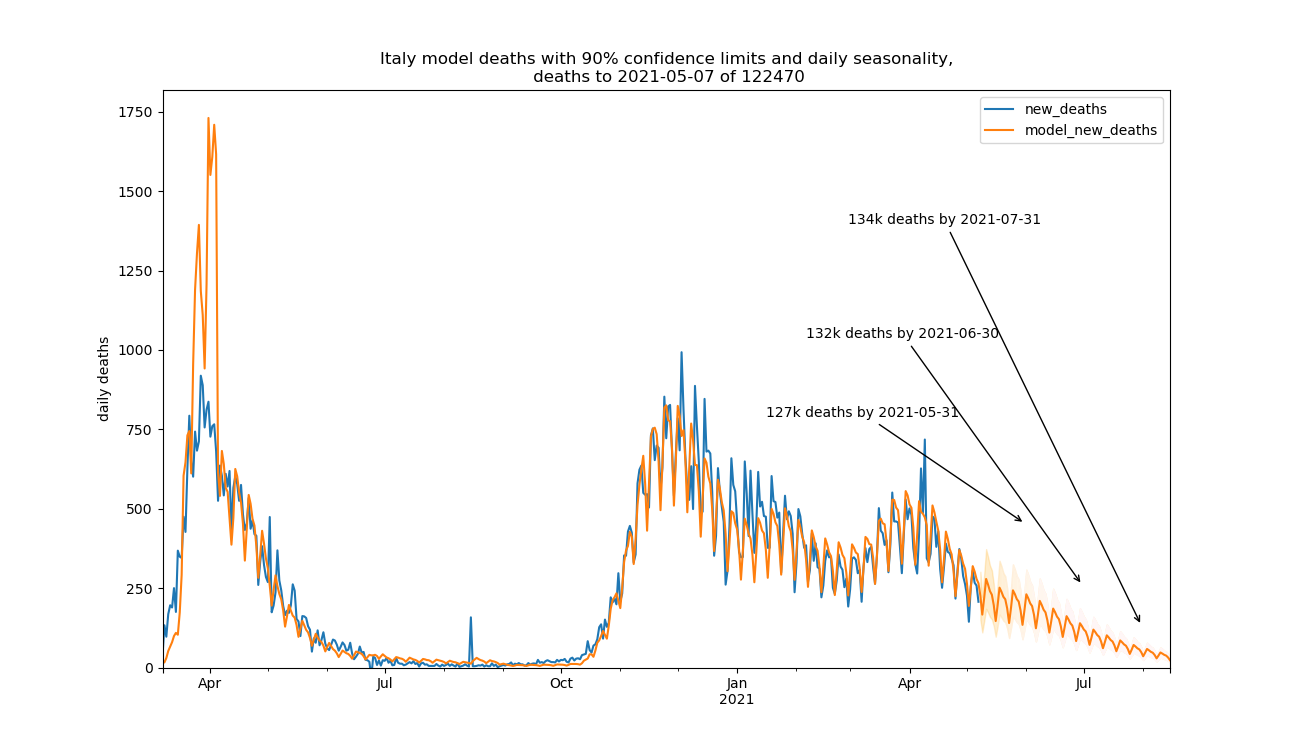 Italy model deaths with 90% confidence limits and daily seasonality,
deaths to 2021-05-07 of 122470
new_deaths
model_new_deaths
daily deaths
1750
1500
1250
1000
750
500
250
0
134k deaths by 2021-07-31
132k deaths by 2021-06-30
127k deaths by 2021-05-31
Apr Jul Oct Jan Apr Jul
2021